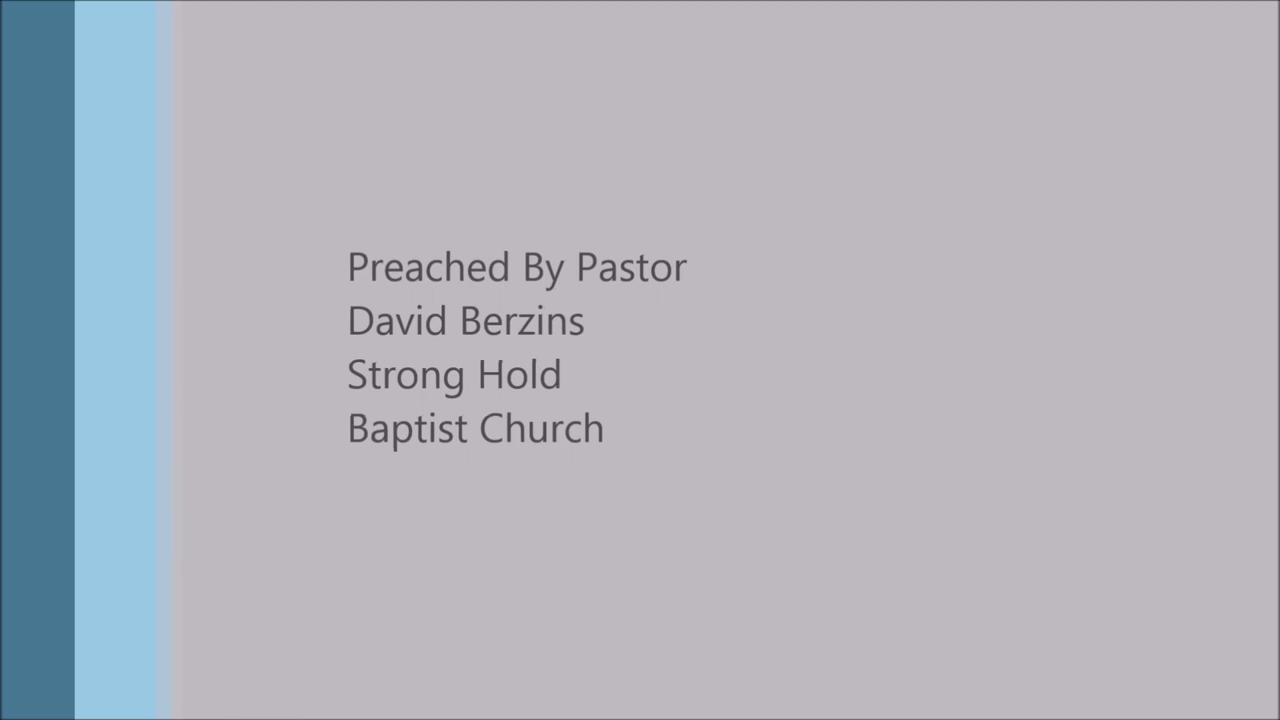 Preached By Pastor
David Berzins
Strong Hold
Baptist Church